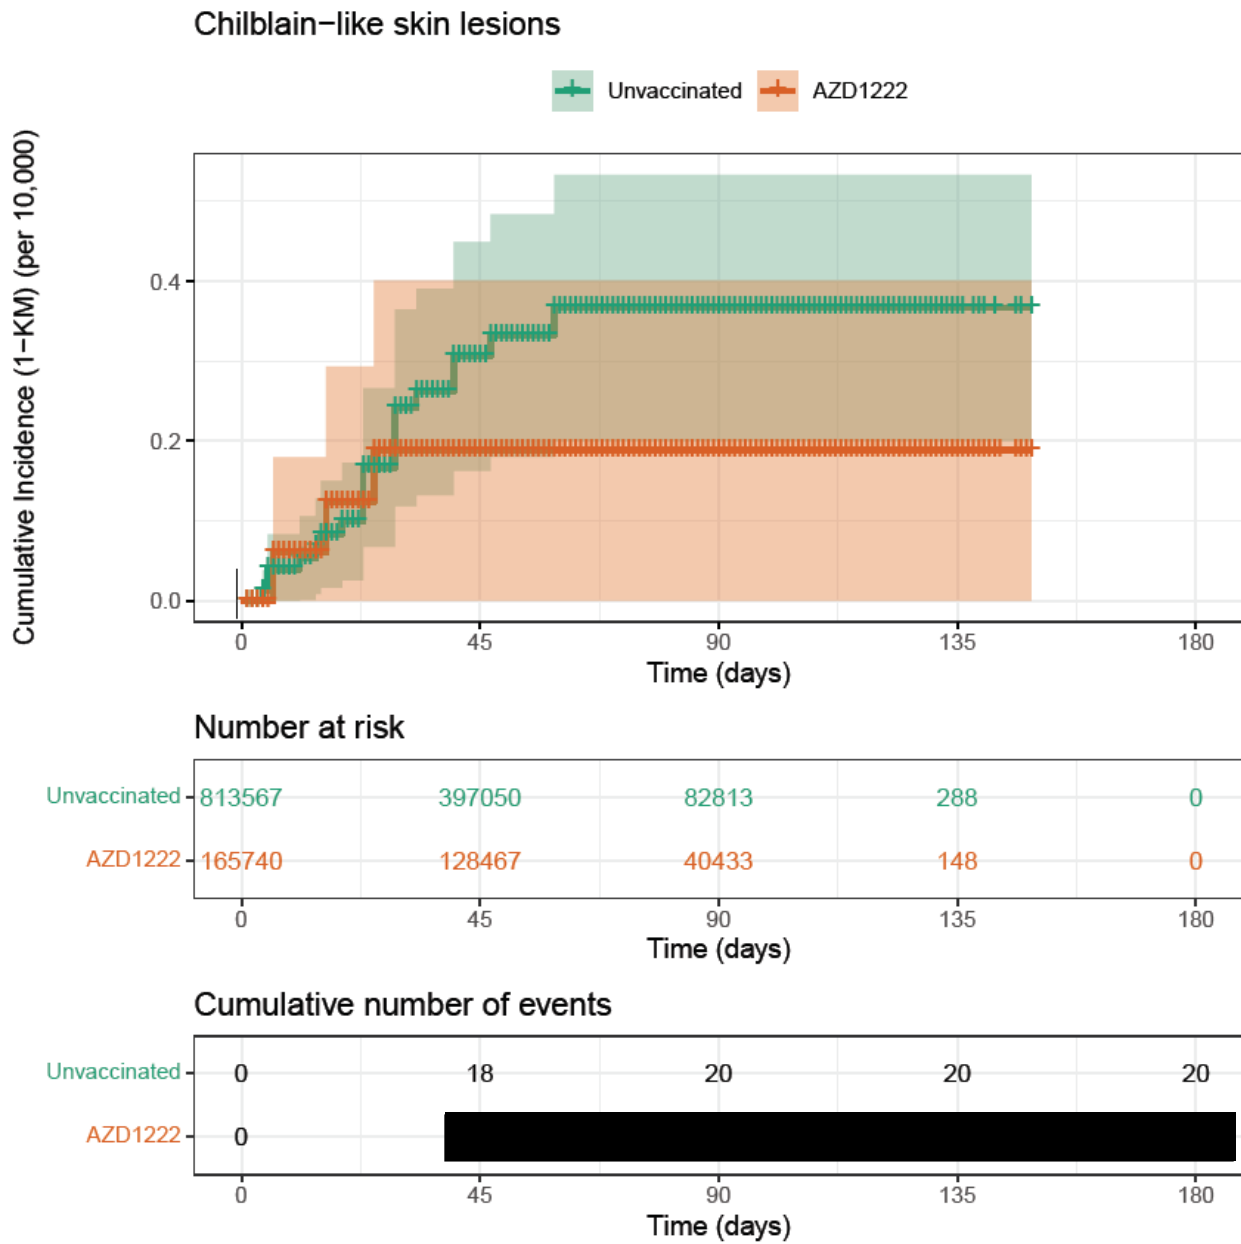 Chilblain−like skin lesions
Unvaccinated AZD1222
Cumulative Incidence (1−KM) (per 10,000)
0.4
0.2
0.0
0 45 90 135 180
Time (days)
Number at risk
Unvaccinated 813567 397050 82813 288 0
AZD1222 165740 128467 40433 148 0
0 45 90 135 180
Time (days)
Cumulative number of events
Unvaccinated 0 18 20 20 20
AZD1222 0
0 45 90 135 180
Time (days)